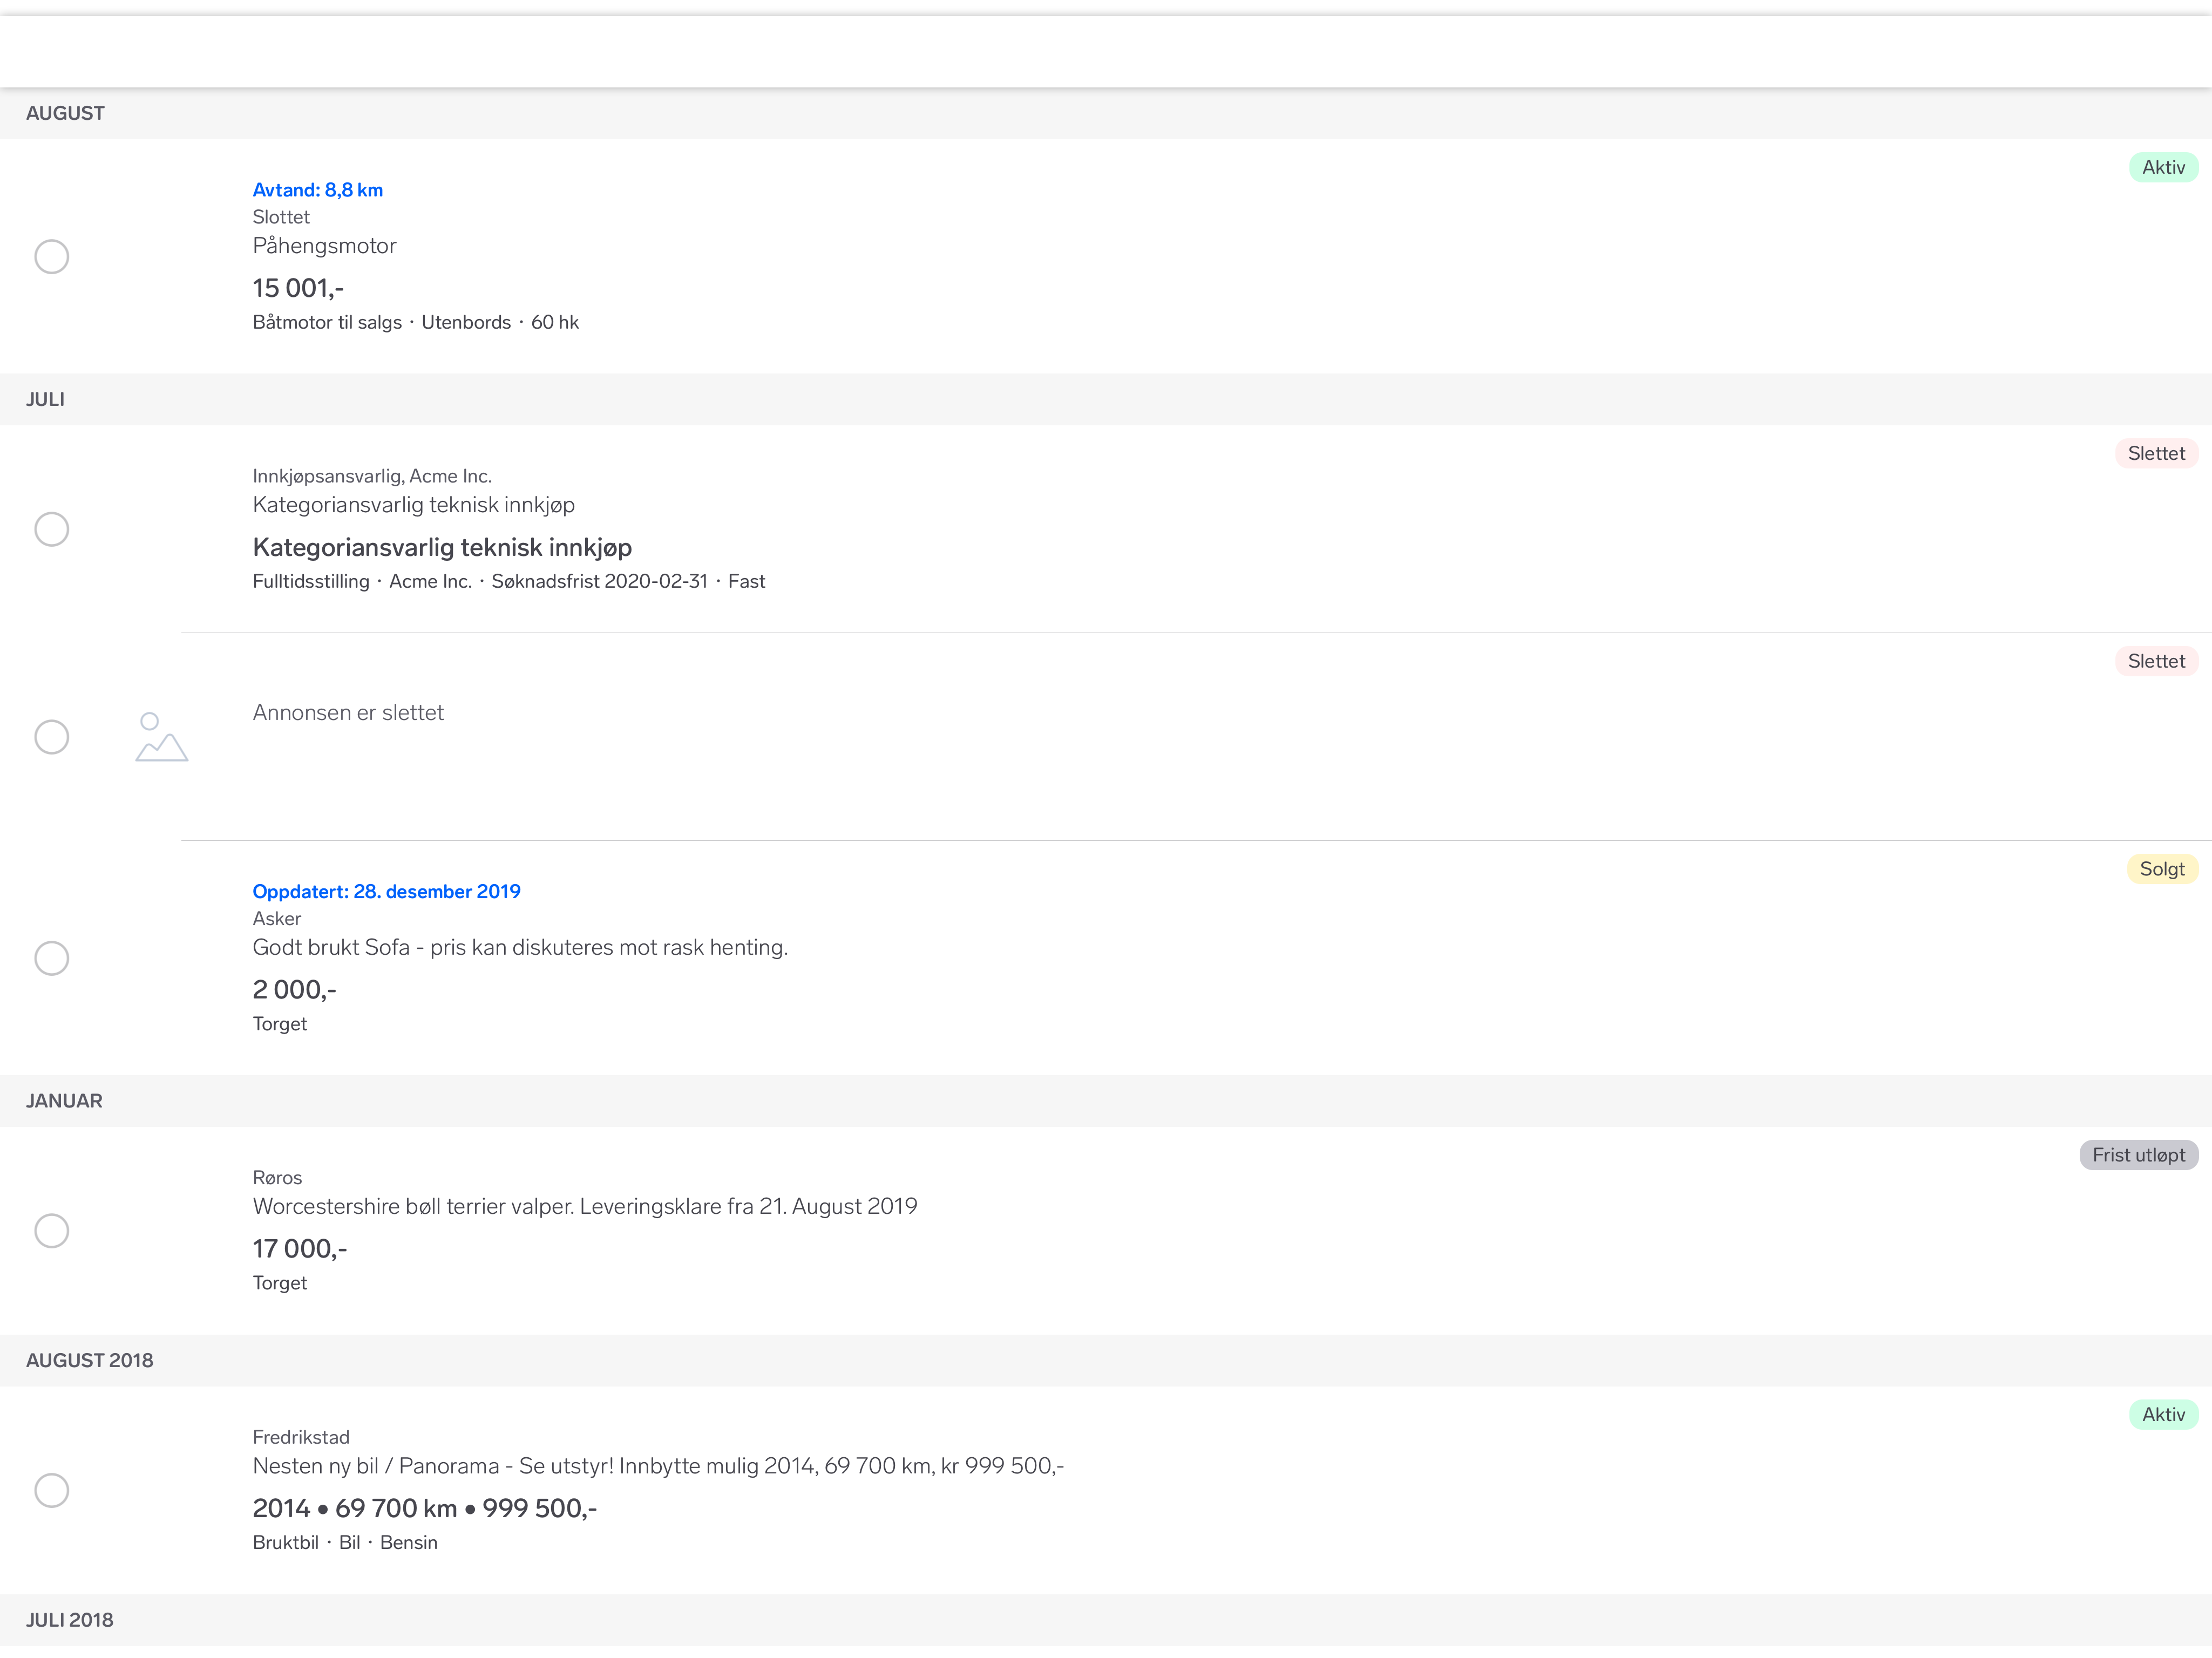 AUGUST
Aktiv
Avtand: 8,8 km
Slottet
Påhengsmotor
15 001,-
Båtmotor til salgs · Utenbords · 60 hk
JULI
Slettet
Innkjøpsansvarlig, Acme Inc.
Kategoriansvarlig teknisk innkjøp
Kategoriansvarlig teknisk innkjøp
Fulltidsstilling · Acme Inc. · Søknadsfrist 2020-02-31 · Fast
Slettet
Annonsen er slettet
Solgt
Oppdatert: 28. desember 2019
Asker
Godt brukt Sofa - pris kan diskuteres mot rask henting.
2 000,-
Torget
JANUAR
Frist utløpt
Røros
Worcestershire bøll terrier valper. Leveringsklare fra 21. August 2019
17 000,-
Torget
AUGUST 2018
Aktiv
Fredrikstad
Nesten ny bil / Panorama - Se utstyr! Innbytte mulig 2014, 69 700 km, kr 999 500,-
2014 • 69 700 km • 999 500,-
Bruktbil · Bil · Bensin
JULI 2018